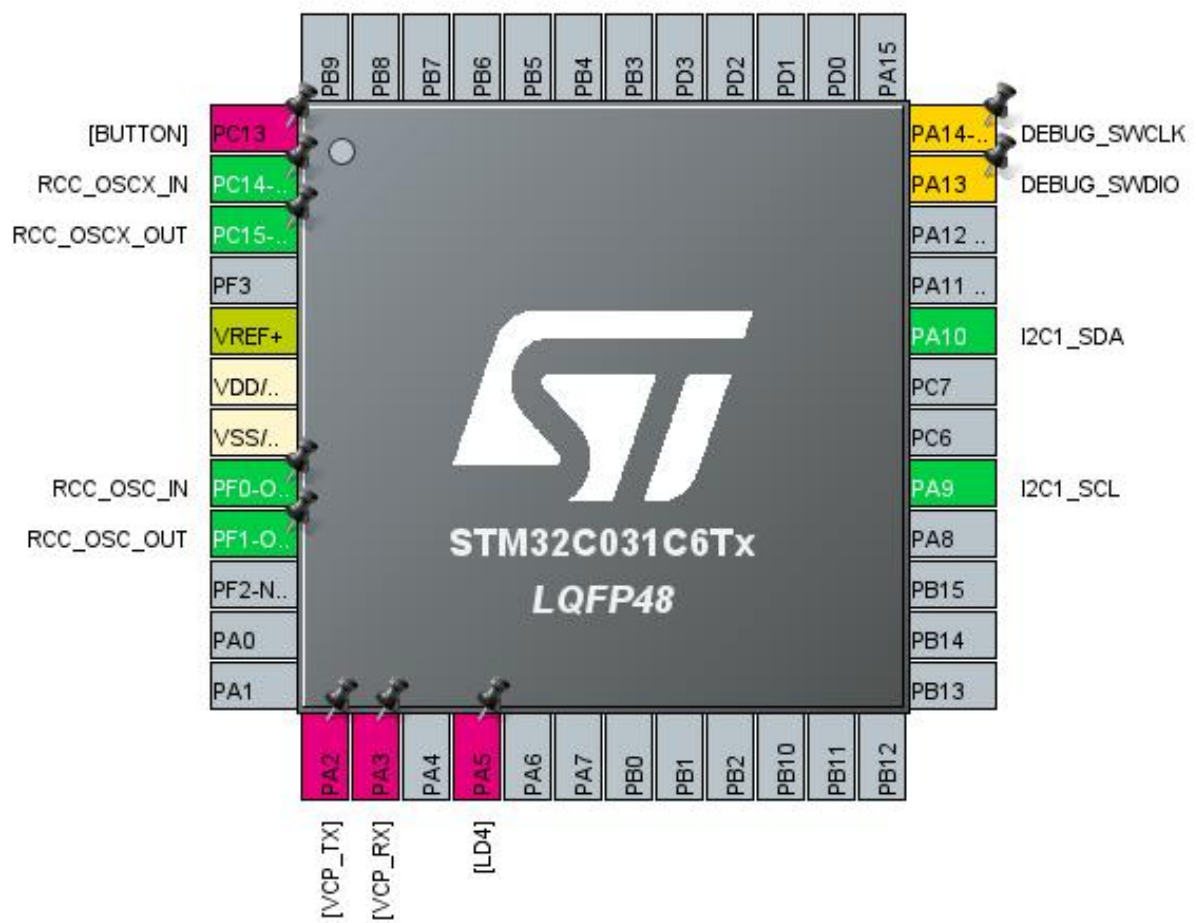 PB9 PB8 PB7 PB6 PB5 PB4 PB3 PD3 PD2 PD1 PD0 PA15
[BUTTON] PC13
RCC_OSCX_IN PC14-..
RCC_OSCX_OUT PC15-..
PF3
VREF+
VDD/..
VSS/..
RCC_OSC_IN PF0-O..
RCC_OSC_OUT PF1-O..
PF2-N..
PA0
PA1
PA14-.. DEBUG_SWCLK
PA13 DEBUG_SWDIO
PA12 ..
PA11 ..
PA10 I2C1_SDA
PC7
PC6
PA9 I2C1_SCL
PA8
PB15
PB14
PB13
STM32C031C6Tx
LQFP48
PA2 PA3 PA4 PA5 PA6 PA7 PB0 PB1 PB2 PB10 PB11 PB12
[VCP_TX] [VCP_RX] [LD4]